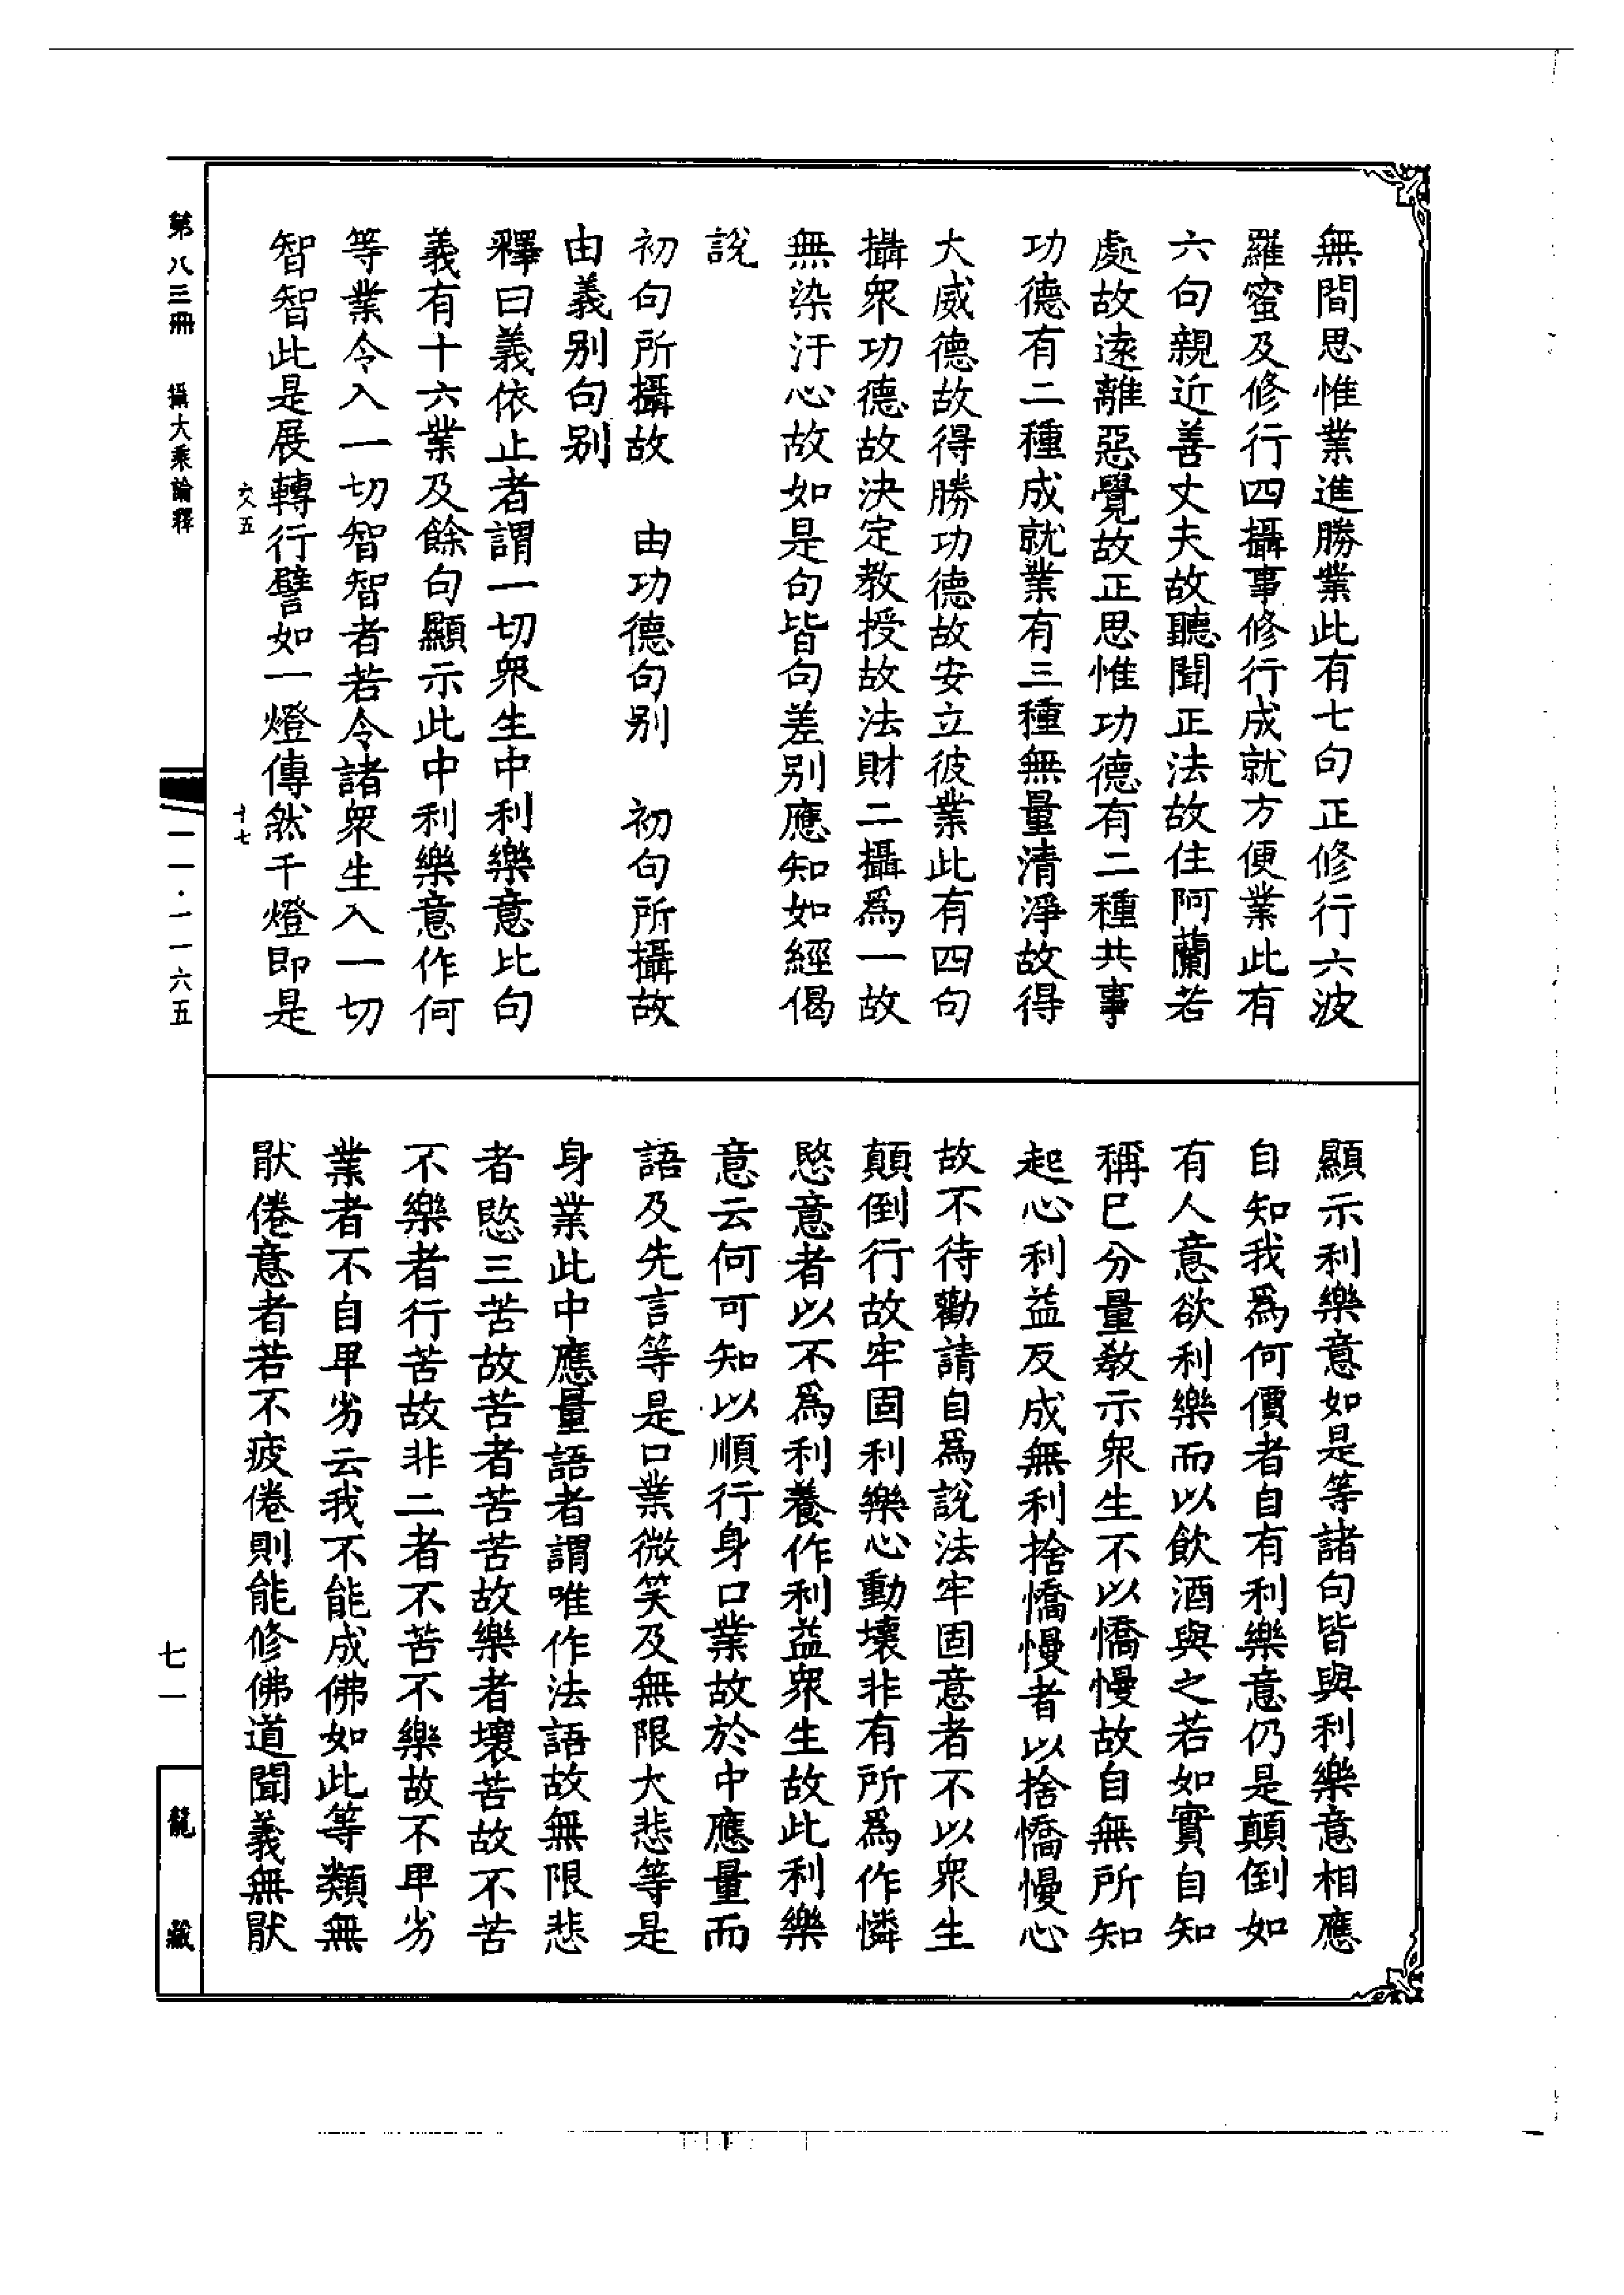 無間思惟業進勝業此有七句正修行六波
羅蜜及修行四攝事修行成就方便業此有
六句親近善丈夫故聽聞正法故住阿蘭若
處故遠離惡覺故正思惟功德有二種共事
功德有二種成就業有三種無量清淨故得
大威德故得勝功德故安立彼業此有四句
攝眾功德故決定教授故法財二攝爲一故
無染汙心故如是句皆句差别應知如經偈
說
初句所攝故　由功德句别　初句所攝故
由義别句别
釋曰義依止者謂一切眾生中利樂意此句
義有十六業及餘句顯示此中利樂意作何
等業令入一切智智者若令諸眾生入一切
智智此是展轉行譬如一燈傳然千燈即是
六又五　十七
顯示利樂意如是等諸句皆與利樂意相應
自知我爲何價者自有利樂意仍是顛倒如
有人意欲利樂而以飲酒與之若如實自知
稱已分量教示眾生不以憍慢故自無所知
起心利益反成無利捨憍慢者以捨憍慢心
故不待勸請自爲說法牢固意者不以眾生
顛倒行故牢固利樂心動壞非有所爲作憐
愍意者以不爲利養作利益眾生故此利樂
意云何可知以順行身口業故於中應量而
語及先言等是口業微笑及無限大悲等是
身業此中應量語者謂唯作法語故無限悲
者愍三苦故苦者苦苦故樂者壞苦故不苦
不樂者行苦故非二者不苦不樂故不卑劣
業者不自卑劣云我不能成佛如此等類無
猒倦意者若不疲倦則能修佛道聞義無猒
第八三冊　攝大乘論釋
一一·一一六五
七一
龍藏